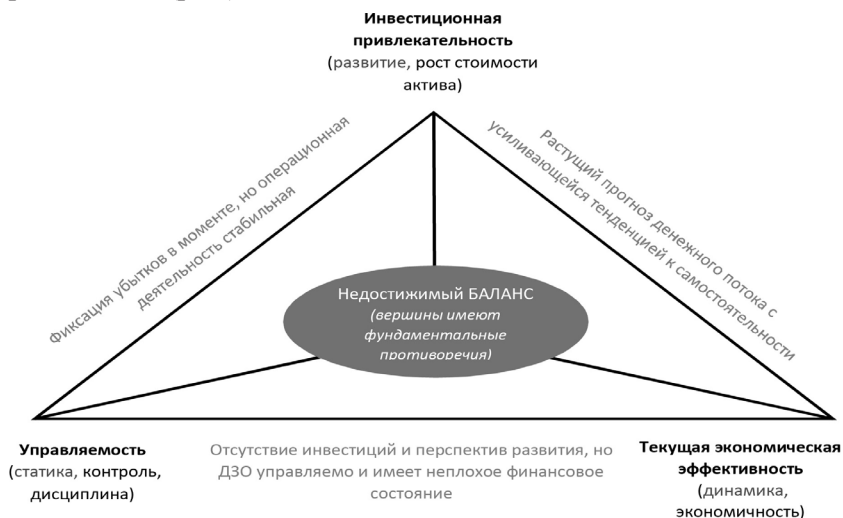 Инвестиционная
привлекательность
(развитие, рост стоимости
актива)
Фиксация убытков в моменте, но операционная
деятельность стабильная
Растущий прогноз денежного потока с
усиливающейся тенденцией к самостоятельности
Недостижимый БАЛАНС
(вершины имеют
фундаментальные
противоречия)
Управляемость
(статика, контроль,
дисциплина)
Отсутствие инвестиций и перспектив развития, но
ДЗО управляемо и имеет неплохое финансовое
состояние
Текущая экономическая
эффективность
(динамика,
экономичность)